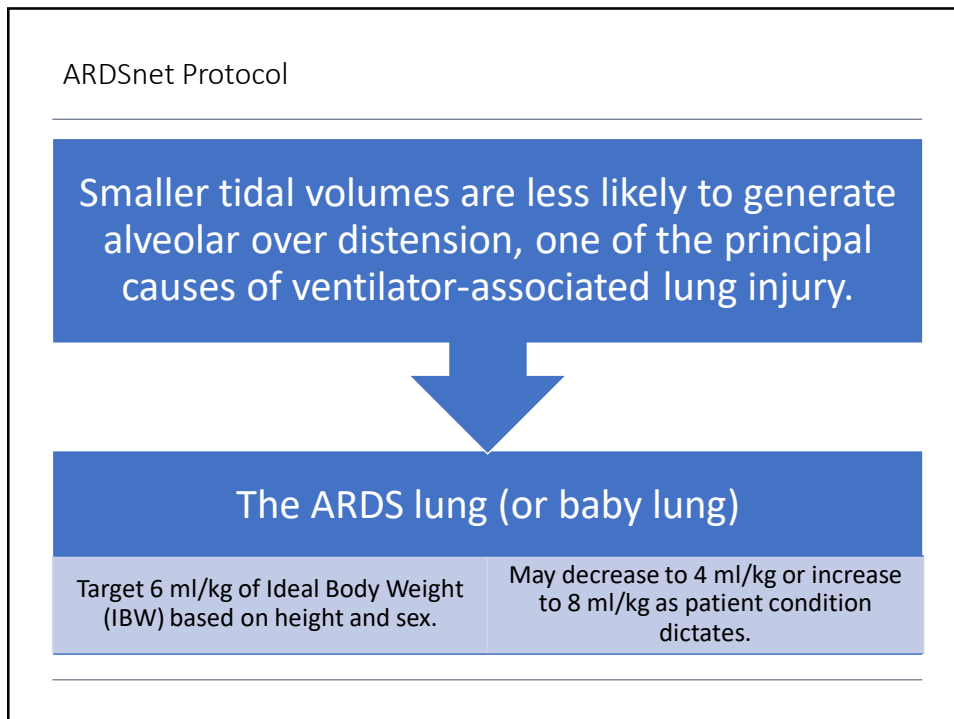 ARDSnet Protocol
Smaller tidal volumes are less likely to generate
alveolar over distension, one of the principal
causes of ventilator-associated lung injury.
The ARDS lung (or baby lung)
Target 6 ml/kg of Ideal Body Weight
(IBW) based on height and sex.
May decrease to 4 ml/kg or increase
to 8 ml/kg as patient condition
dictates.